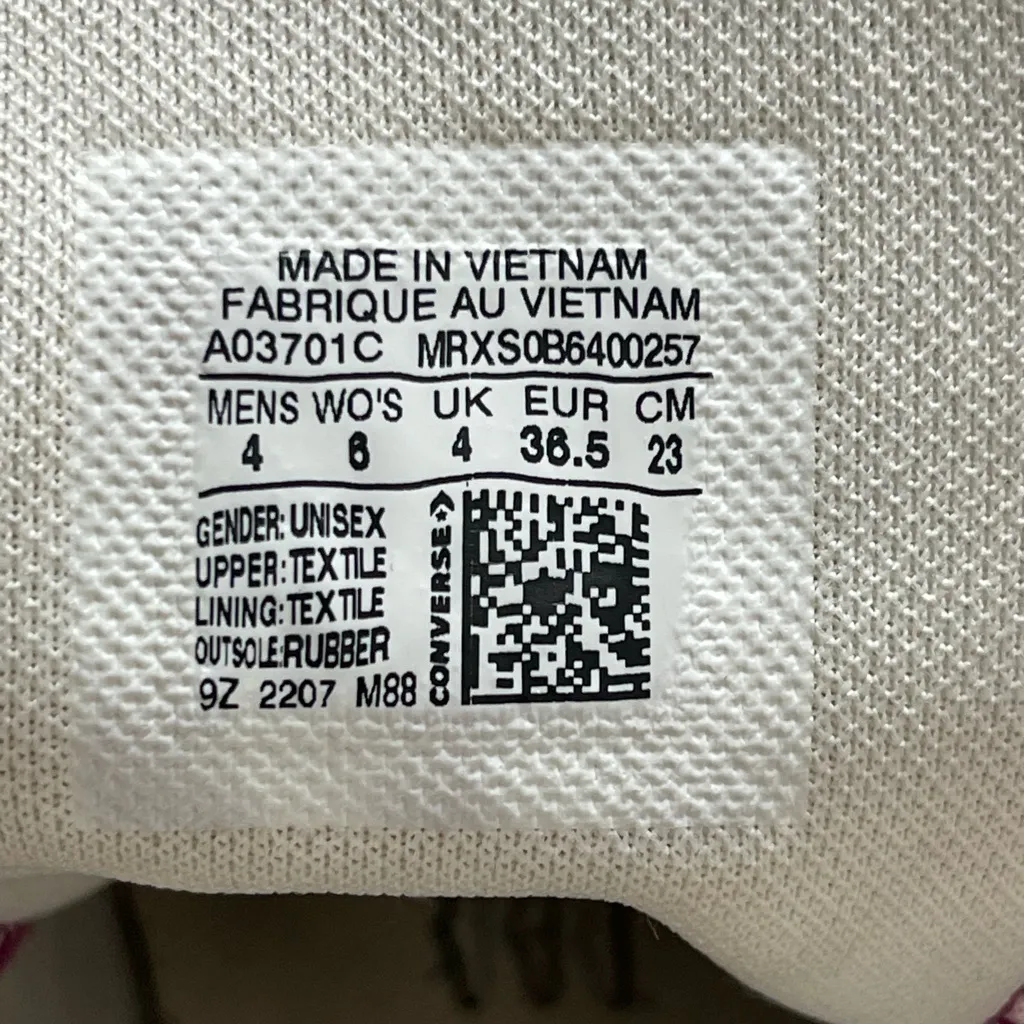 MADE IN VIETNAM
FABRIQUE AU VIETNAM
A03701C MRXS0B6400257
MENS WO'S UK EUR CM
4 6 4 36.5 23
GENDER: UNISEX
UPPER: TEXTILE
LINING: TEXTILE
OUTSOLE:RUBBER
9Z 2207 M88
CONVERSE